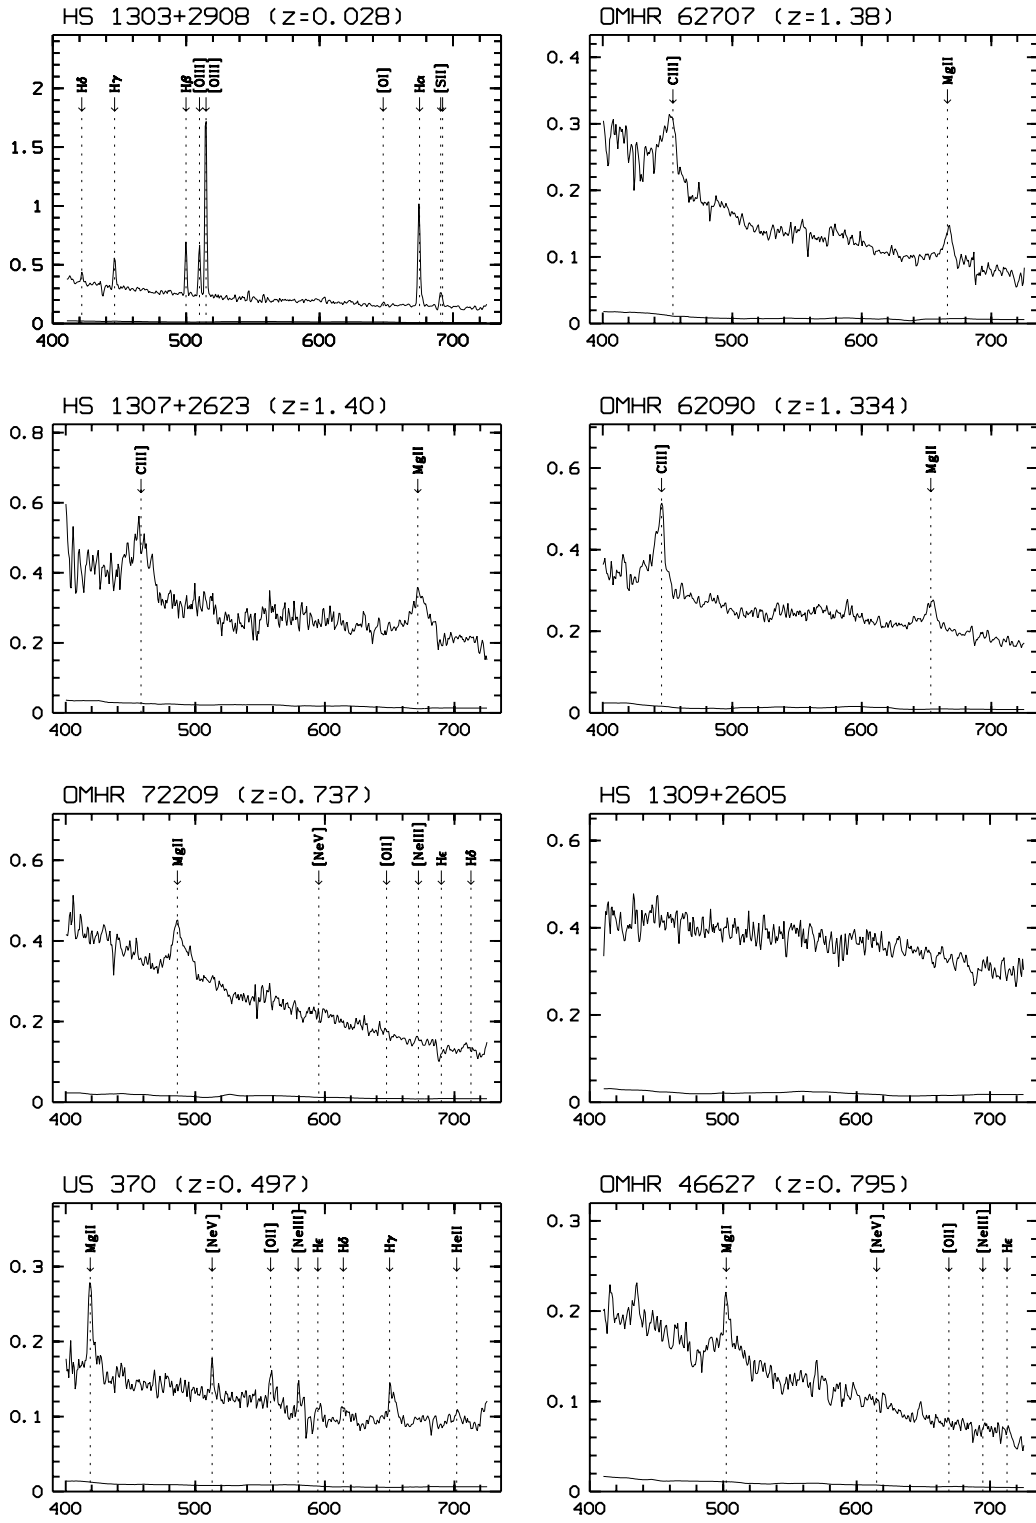 HS 1303+2908 (z=0.028)
Hδ Hγ Hβ [OIII] [OIII] [OI] Hα [SII]
2
1.5
1
0.5
0
500 600 700
OMHR 62707 (z=1.38)
CIII] MgII
0.4
0.3
0.2
0.1
0
400 500 600 700
HS 1307+2623 (z=1.40)
CIII] MgII
0.8
0.6
0.4
0.2
0
400 500 600 700
OMHR 62090 (z=1.334)
CIII] MgII
0.6
0.4
0.2
0
400 500 600 700
OMHR 72209 (z=0.737)
MgII [NeV] [OII] [NeIII] Hε Hδ
0.6
0.4
0.2
0
400 500 600 700
HS 1309+2605
0.6
0.4
0.2
0
400 500 600 700
US 370 (z=0.497)
MgII [NeV] [OII] [NeIII] Hε Hδ Hγ HeII
0.3
0.2
0.1
0
400 500 600 700
OMHR 46627 (z=0.795)
MgII [NeV] [OII] [NeIII] Hε
0.3
0.2
0.1
0
400 500 600 700